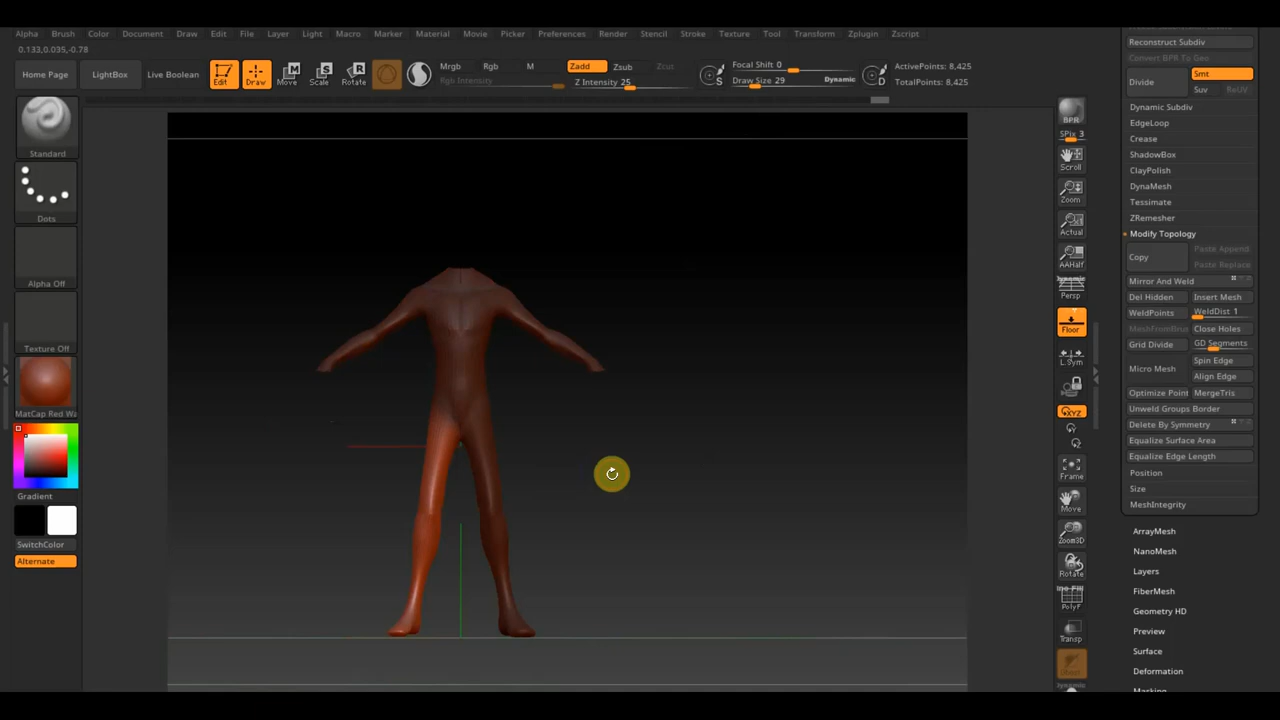 Alpha Brush Color Document Draw Edit File Layer Light Macro Marker Material Movie Picker Preferences Render Stencil Stroke Texture Tool Transform Zplugin Zscript
0.133,0.035,-0.78
Home Page
LightBox
Live Boolean
Edit
Draw
Move
Scale
Rotate
Mrgb Rgb M
Rgb Intensity
Zadd Zsub Zcut
Z Intensity 25
S
Focal Shift 0
Draw Size 29
Dynamic
D
ActivePoints: 8,425
TotalPoints: 8,425
Standard
Dots
Alpha Off
Texture Off
MatCap Red Wa
Gradient
SwitchColor
Alternate
BPR
SPix 3
Scroll
Zoom
Actual
AAHalf
Dynamic
Persp
Floor
L.Sym
XYZ
Y
Z
Frame
Move
Zoom3D
Rotate
PolyF
Transp
Reconstruct Subdiv
Convert BPR To Geo
Divide
Smt
Suv ReUV
Dynamic Subdiv
EdgeLoop
Crease
ShadowBox
ClayPolish
DynaMesh
Tessimate
ZRemesher
Modify Topology
Copy
Paste Append
Paste Replace
Mirror And Weld
Del Hidden Insert Mesh
WeldPoints WeldDist 1
MeshFromBru Close Holes
Grid Divide GD Segments
Micro Mesh
Spin Edge
Align Edge
Optimize Point MergeTris
Unweld Groups Border
Delete By Symmetry
Equalize Surface Area
Equalize Edge Length
Position
Size
MeshIntegrity
ArrayMesh
NanoMesh
Layers
FiberMesh
Geometry HD
Preview
Surface
Deformation